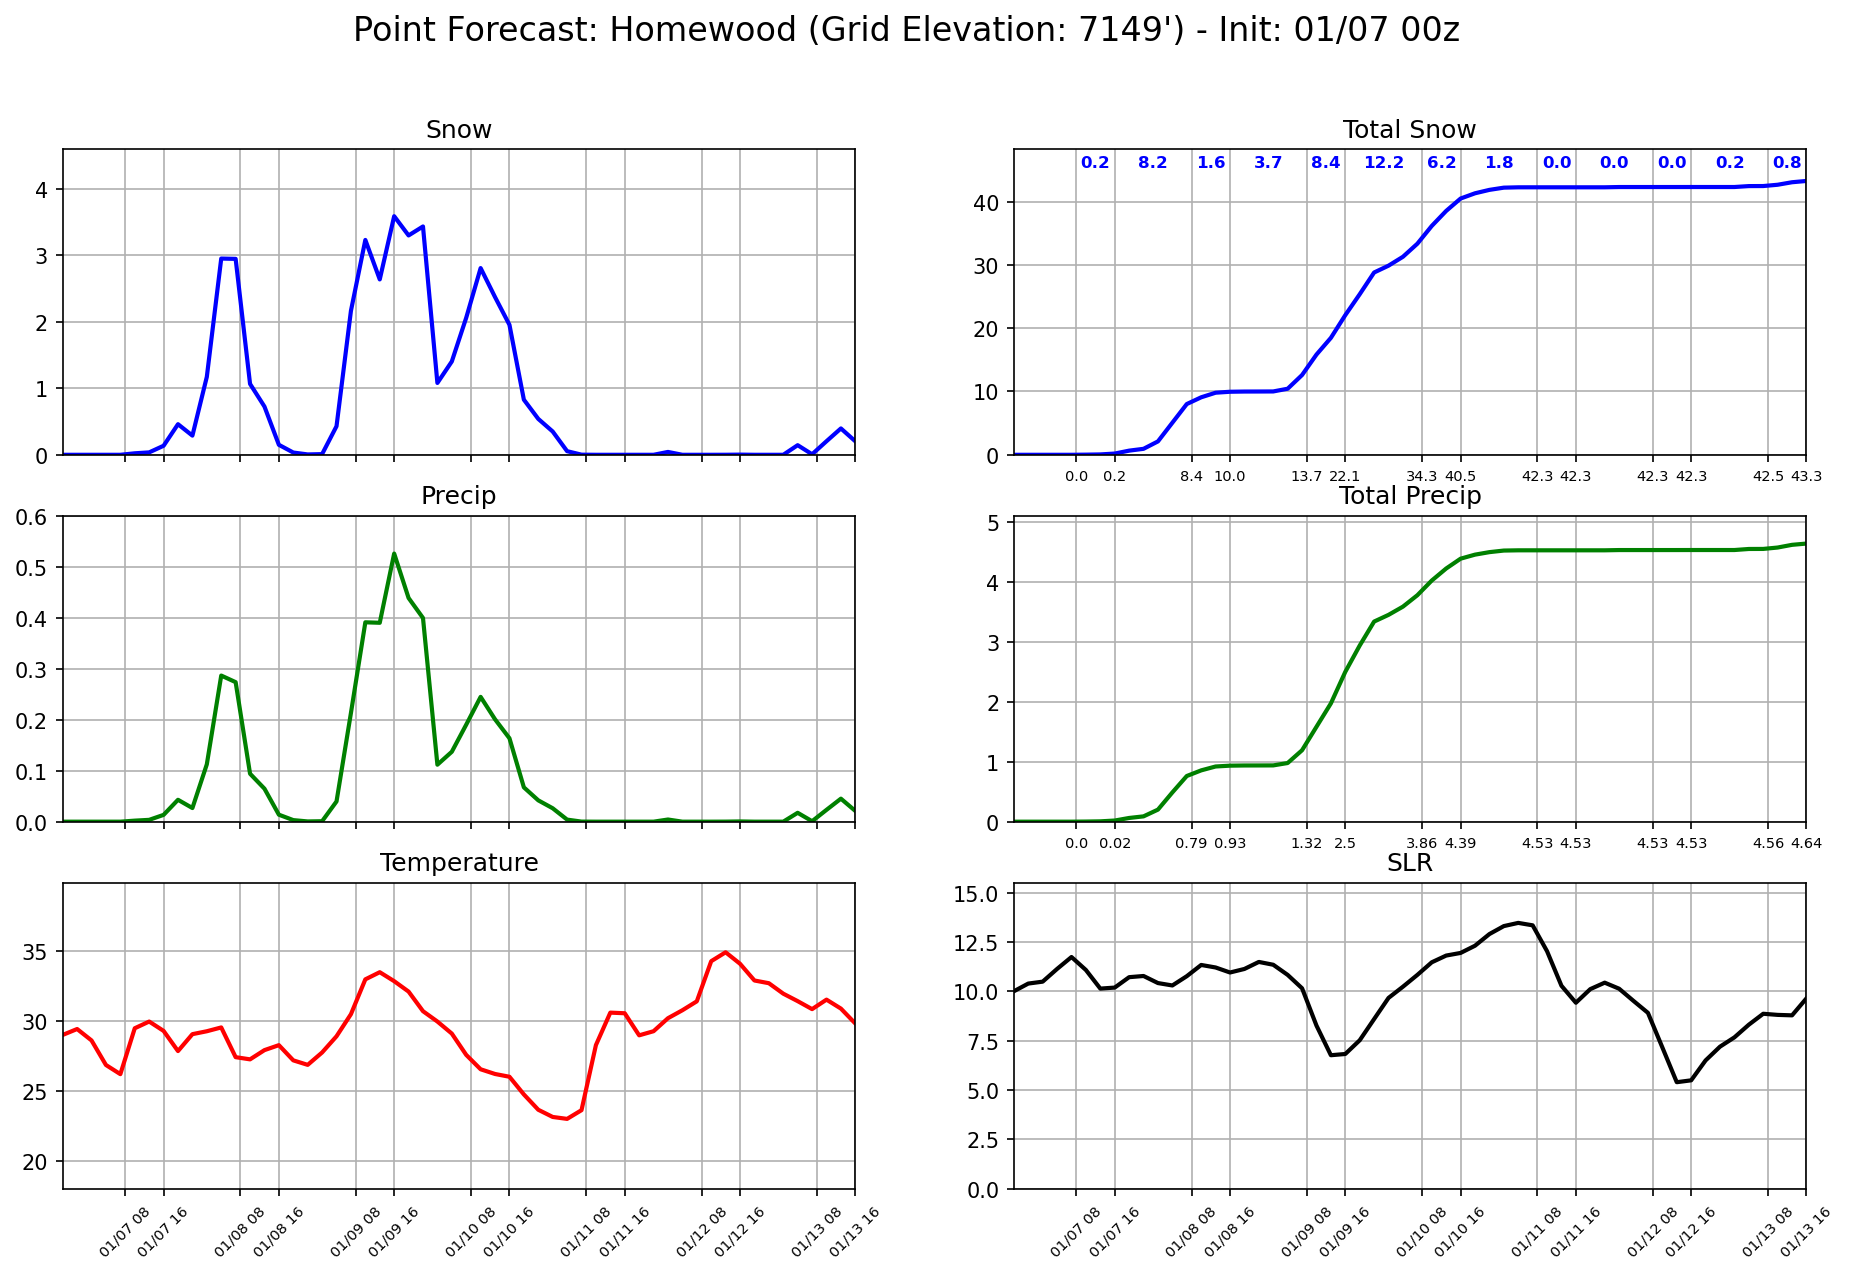 Point Forecast: Homewood (Grid Elevation: 7149') - Init: 01/07 00z
Snow
4
3
2
1
0
Total Snow
0.2 8.2 1.6 3.7 8.4 12.2 6.2 1.8 0.0 0.0 0.0 0.2 0.8
40
30
20
10
0
0.0 0.2 8.4 10.0 13.7 22.1 34.3 40.5 42.3 42.3 42.3 42.3 42.5 43.3
Precip
0.6
0.5
0.4
0.3
0.2
0.1
0.0
Total Precip
5
4
3
2
1
0
0.0 0.02 0.79 0.93 1.32 2.5 3.86 4.39 4.53 4.53 4.53 4.53 4.56 4.64
Temperature
35
30
25
20
01/07 08 01/07 16 01/08 08 01/08 16 01/09 08 01/09 16 01/10 08 01/10 16 01/11 08 01/11 16 01/12 08 01/12 16 01/13 08 01/13 16
SLR
15.0
12.5
10.0
7.5
5.0
2.5
0.0
01/07 08 01/07 16 01/08 08 01/08 16 01/09 08 01/09 16 01/10 08 01/10 16 01/11 08 01/11 16 01/12 08 01/12 16 01/13 08 01/13 16